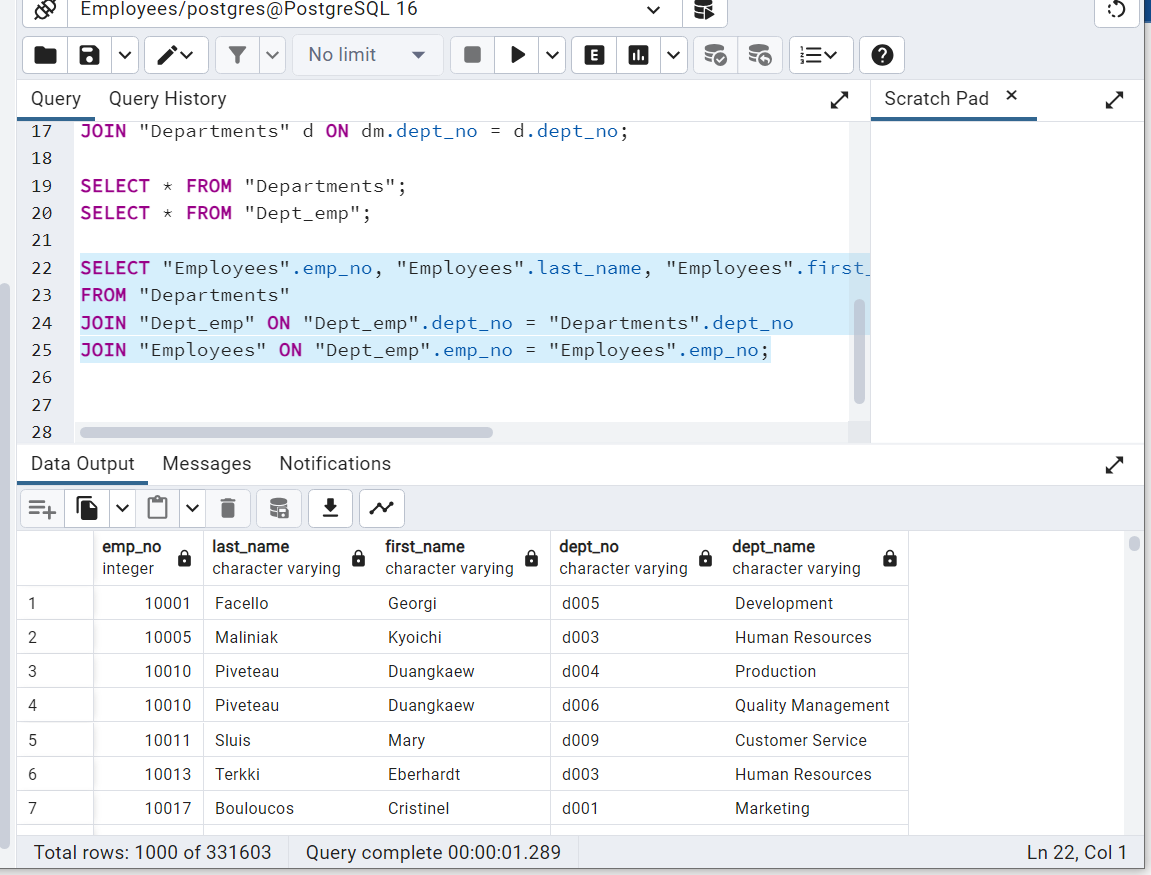 Employees/postgres@PostgreSQL 16
No limit
E
Query Query History
Scratch Pad
17 JOIN "Departments" d ON dm.dept_no = d.dept_no;
18
19 SELECT * FROM "Departments";
20 SELECT * FROM "Dept_emp";
21
22 SELECT "Employees".emp_no, "Employees".last_name, "Employees".first_
23 FROM "Departments"
24 JOIN "Dept_emp" ON "Dept_emp".dept_no = "Departments".dept_no
25 JOIN "Employees" ON "Dept_emp".emp_no = "Employees".emp_no;
26
27
28
Data Output Messages Notifications
emp_no last_name first_name dept_no dept_name
integer character varying character varying character varying character varying
1 10001 Facello Georgi d005 Development
2 10005 Maliniak Kyoichi d003 Human Resources
3 10010 Piveteau Duangkaew d004 Production
4 10010 Piveteau Duangkaew d006 Quality Management
5 10011 Sluis Mary d009 Customer Service
6 10013 Terkki Eberhardt d003 Human Resources
7 10017 Bouloucos Cristinel d001 Marketing
Total rows: 1000 of 331603 Query complete 00:00:01.289 Ln 22, Col 1